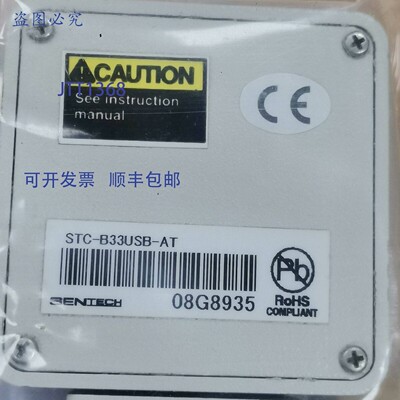 盗图必究
CAUTION
See instruction
manual
J111368
CE
可开发票 顺丰包邮
STC-B33USB-AT
SENTECH
08G8935
Pb
RoHS
COMPLIANT